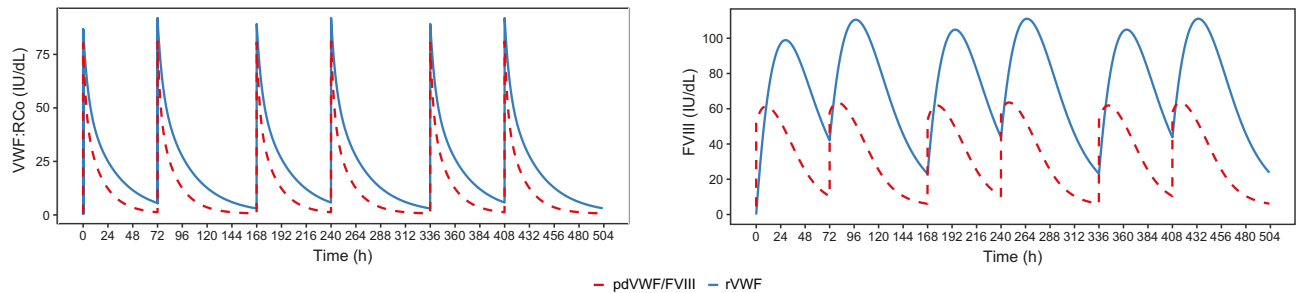 VWF:RCo (IU/dL)
75
50
25
0
0 24 48 72 96 120 144 168 192 216 240 264 288 312 336 360 384 408 432 456 480 504
Time (h)
FVIII (IU/dL)
100
80
60
40
20
0
0 24 48 72 96 120 144 168 192 216 240 264 288 312 336 360 384 408 432 456 480 504
Time (h)
pdVWF/FVIII rVWF